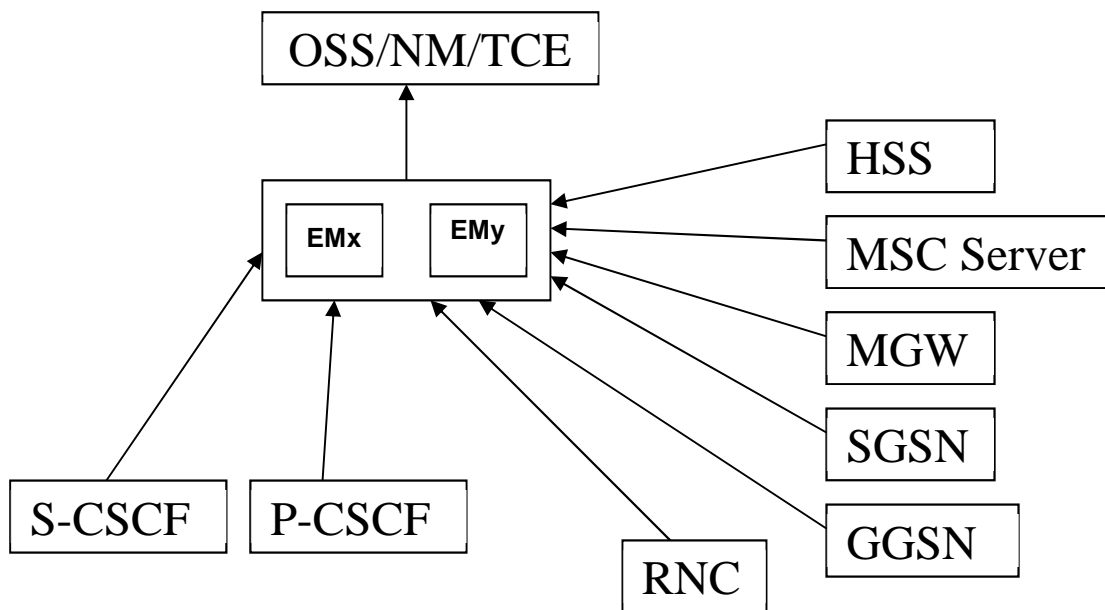 OSS/NM/TCE
HSS
EMx
EMy
MSC Server
MGW
SGSN
S-CSCF
P-CSCF
GGSN
RNC